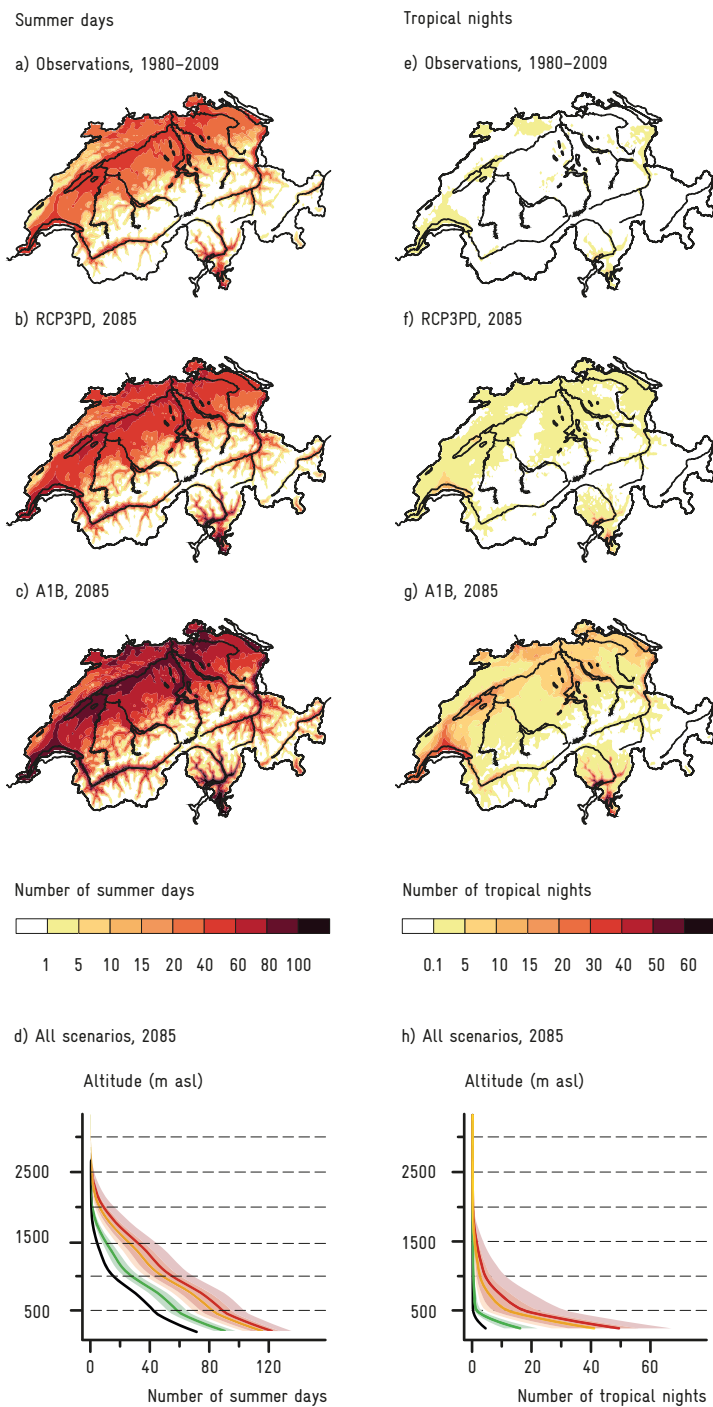 Summer days
a) Observations, 1980–2009
b) RCP3PD, 2085
c) A1B, 2085
Number of summer days
1 5 10 15 20 40 60 80 100
d) All scenarios, 2085
Altitude (m asl)
2500
1500
500
0 40 80 120
Number of summer days
Tropical nights
e) Observations, 1980–2009
f) RCP3PD, 2085
g) A1B, 2085
Number of tropical nights
0.1 5 10 15 20 30 40 50 60
h) All scenarios, 2085
Altitude (m asl)
2500
1500
500
0 20 40 60
Number of tropical nights